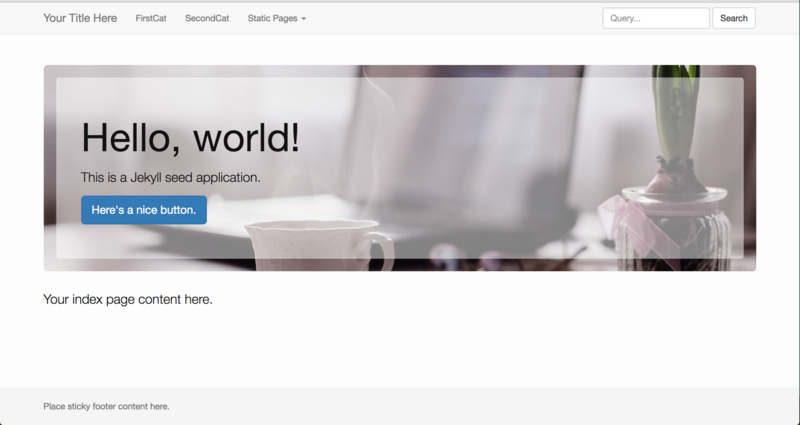 Your Title Here FirstCat SecondCat Static Pages Query... Search
Hello, world!
This is a Jekyll seed application.
Here's a nice button.
Your index page content here.
Place sticky footer content here.